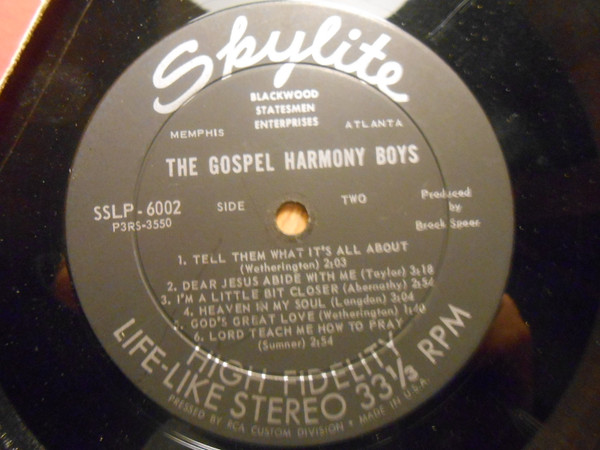 Skylite
BLACKWOOD
STATESMEN
ENTERPRISES
MEMPHIS ATLANTA
THE GOSPEL HARMONY BOYS
SSLP-6002 SIDE TWO Produced
P3RS-3550 by
Brock Speer
1. TELL THEM WHAT IT'S ALL ABOUT
(Wetherington) 2:03
2. DEAR JESUS ABIDE WITH ME (Taylor) 3:18
3. I'M A LITTLE BIT CLOSER (Abernathy) 2:54
4. HEAVEN IN MY SOUL (Langdon) 3:04
GOD'S GREAT LOVE (Wetherington)
6. LORD TEACH ME HOW TO PRAY
(Sumner) 2:54
HIGH FIDELITY
LIFE-LIKE STEREO 33⅓ RPM
PRESSED BY RCA CUSTOM DIVISION • MADE IN U.S.A.